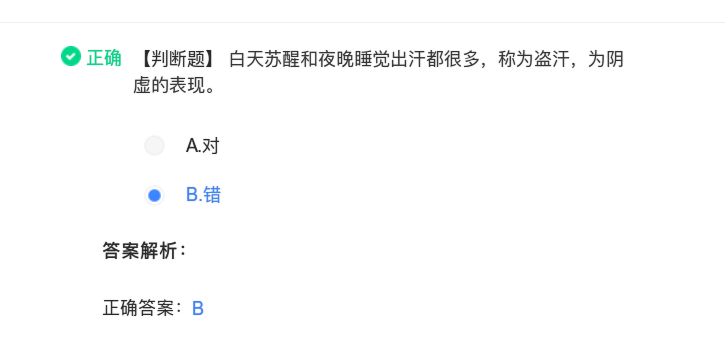 正确 【判断题】 白天苏醒和夜晚睡觉出汗都很多，称为盗汗，为阴
虚的表现。
A.对
B.错
答案解析：
正确答案：B